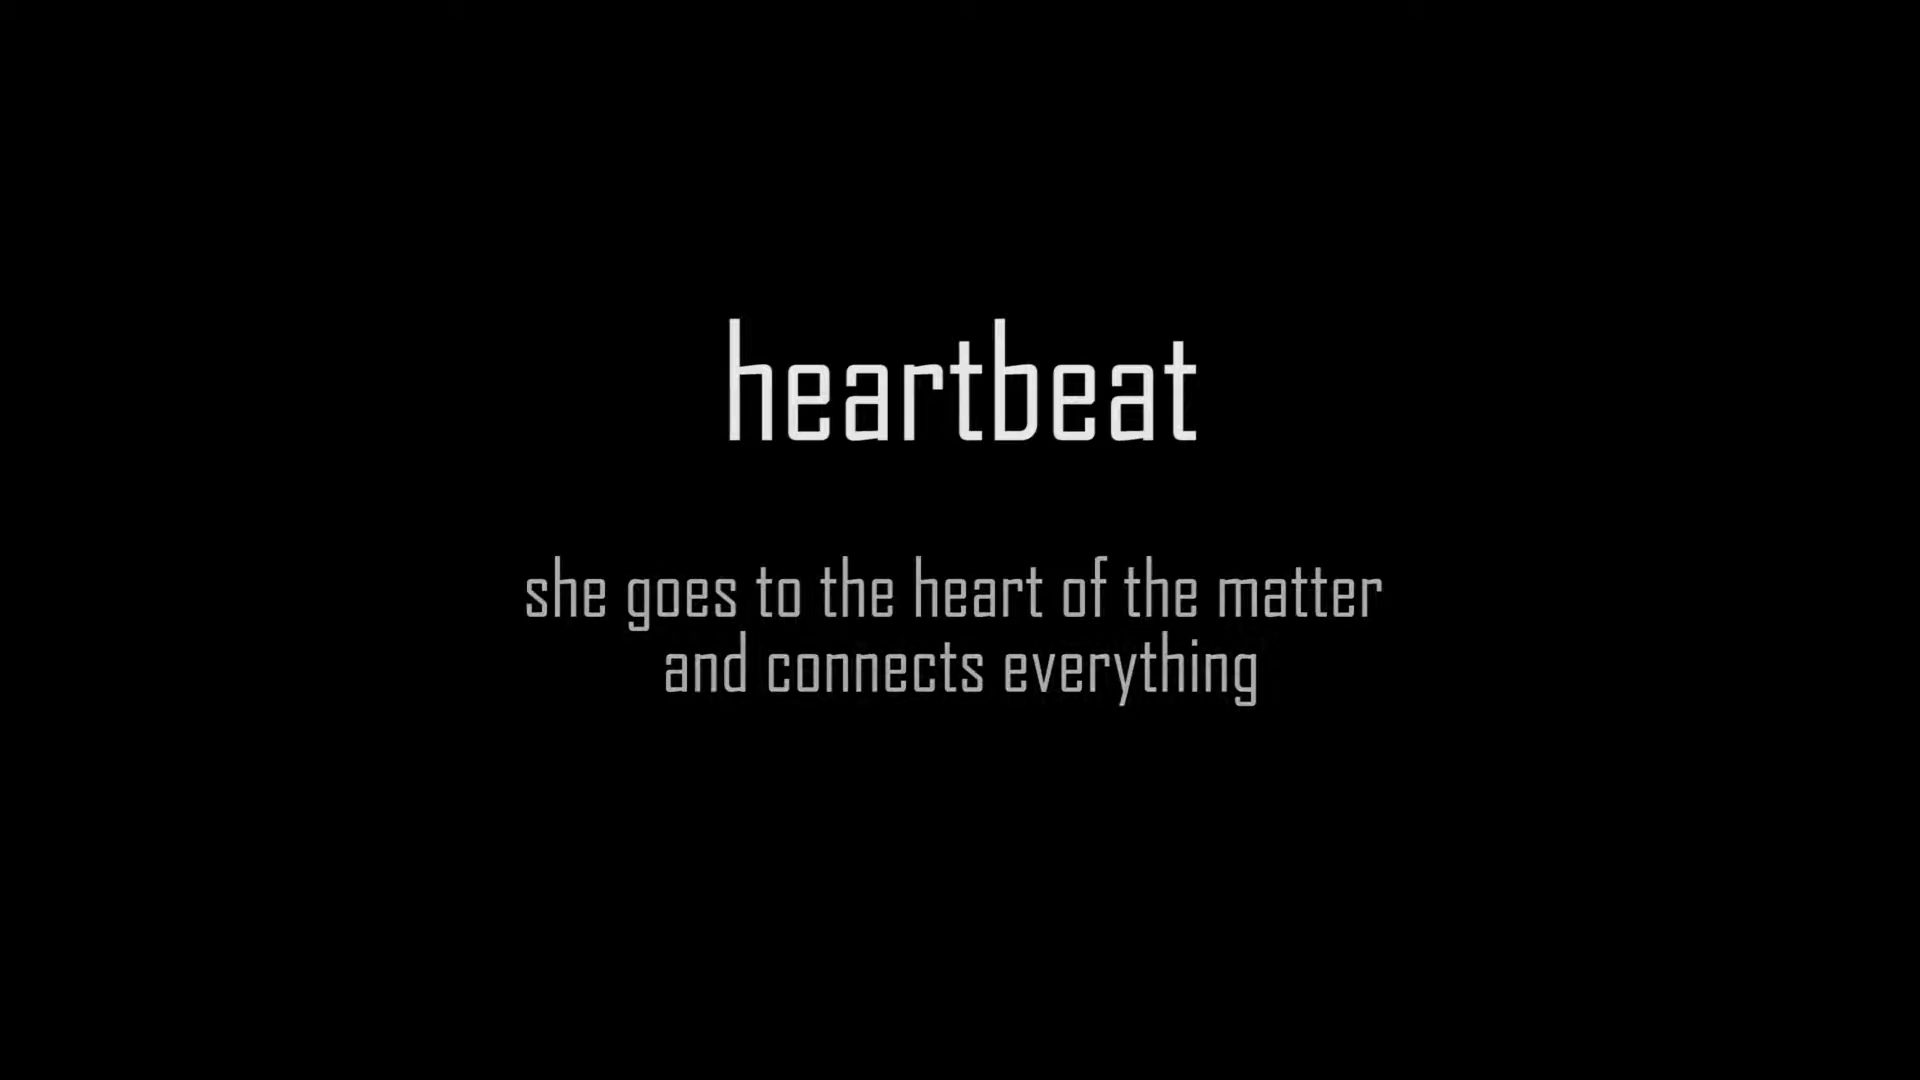 heartbeat
she goes to the heart of the matter
and connects everything